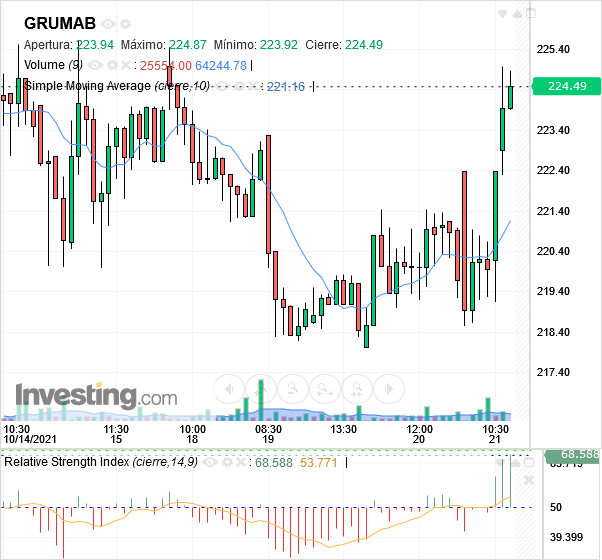 GRUMAB
Apertura: 223.94 Máximo: 224.87 Mínimo: 223.92 Cierre: 224.49
Volume (9) : 25554.00 64244.78
Simple Moving Average (cierre,10) : 221.16
225.40
224.49
223.40
222.40
221.40
220.40
219.40
218.40
217.40
Investing.com
10:30 11:30 10:00 08:30 13:30 12:00 10:30
10/14/2021 15 18 19 20 21
Relative Strength Index (cierre,14,9) : 68.588 53.771
68.588
50
39.399